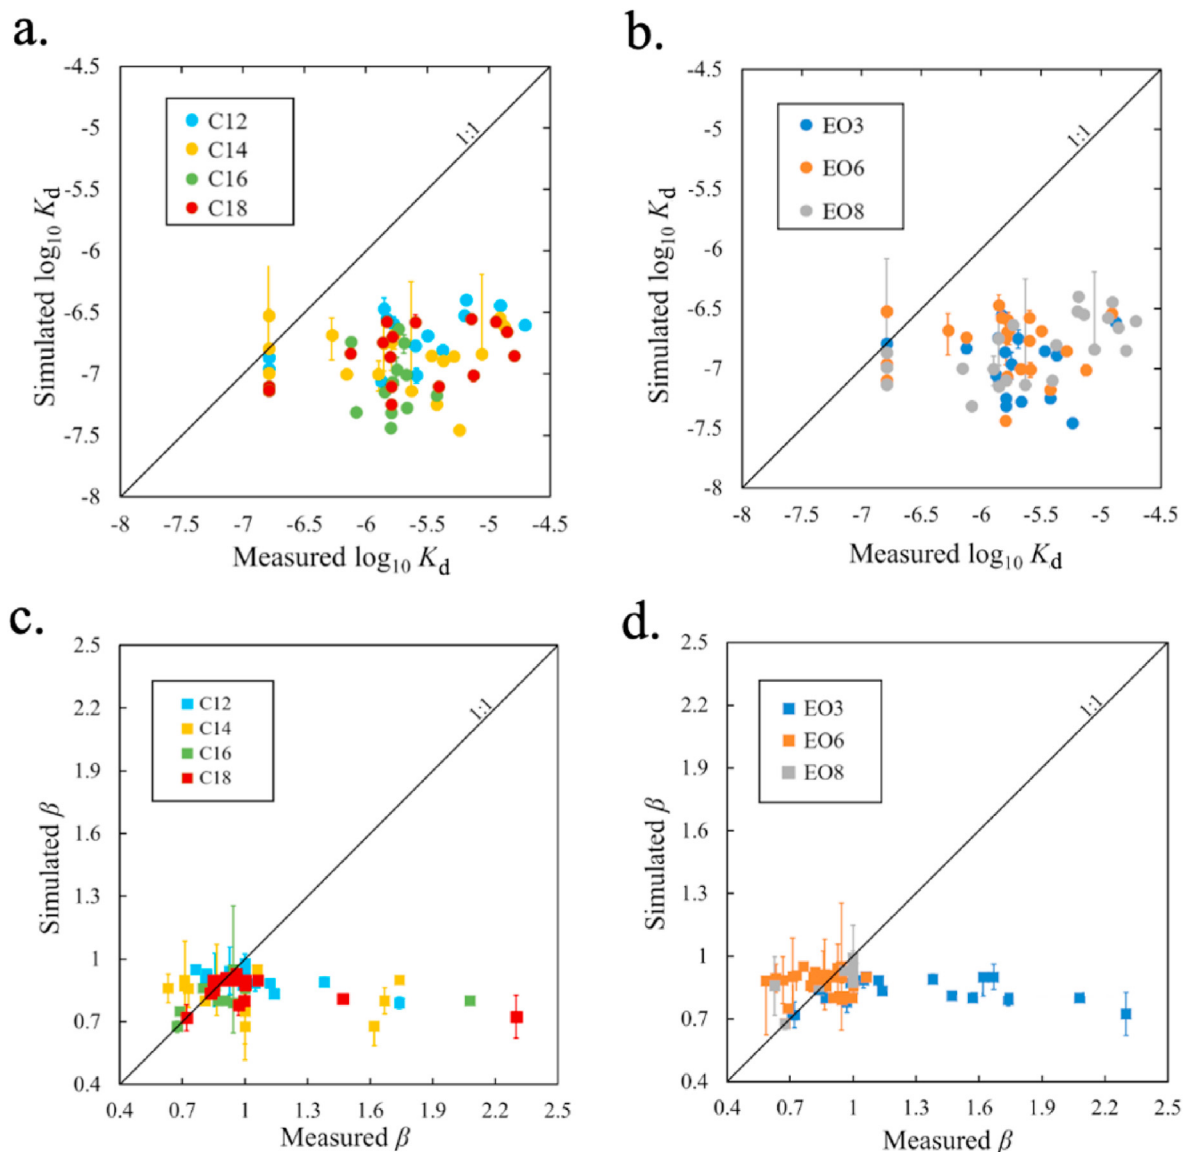 a.
-4.5
-5
-5.5
-6
-6.5
-7
-7.5
-8
Simulated log10 Kd
C12
C14
C16
C18
1:1
-8 -7.5 -7 -6.5 -6 -5.5 -5 -4.5
Measured log10 Kd
b.
-4.5
-5
-5.5
-6
-6.5
-7
-7.5
-8
Simulated log10 Kd
EO3
EO6
EO8
1:1
-8 -7.5 -7 -6.5 -6 -5.5 -5 -4.5
Measured log10 Kd
c.
2.5
2.2
1.9
1.6
1.3
1
0.7
0.4
Simulated β
C12
C14
C16
C18
1:1
0.4 0.7 1 1.3 1.6 1.9 2.2 2.5
Measured β
d.
2.5
2.2
1.9
1.6
1.3
1
0.7
0.4
Simulated β
EO3
EO6
EO8
1:1
0.4 0.7 1 1.3 1.6 1.9 2.2 2.5
Measured β